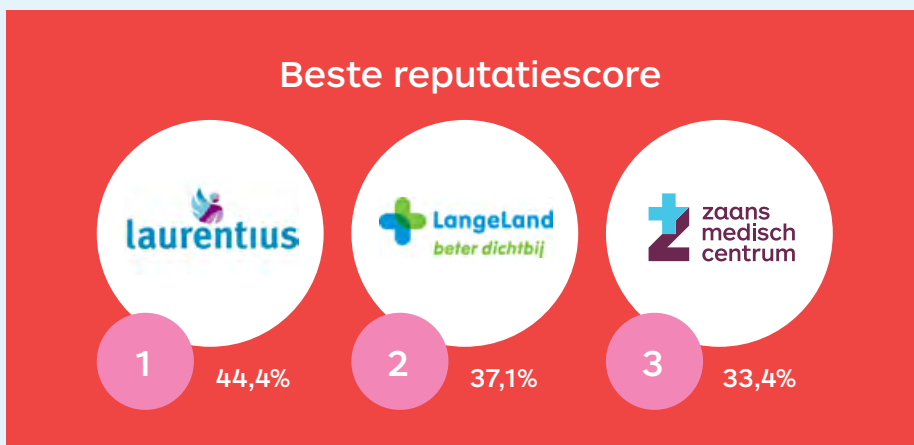 Beste reputatiescore
laurentius
LangeLand
beter dichtbij
zaans
medisch
centrum
1
44,4%
2
37,1%
3
33,4%